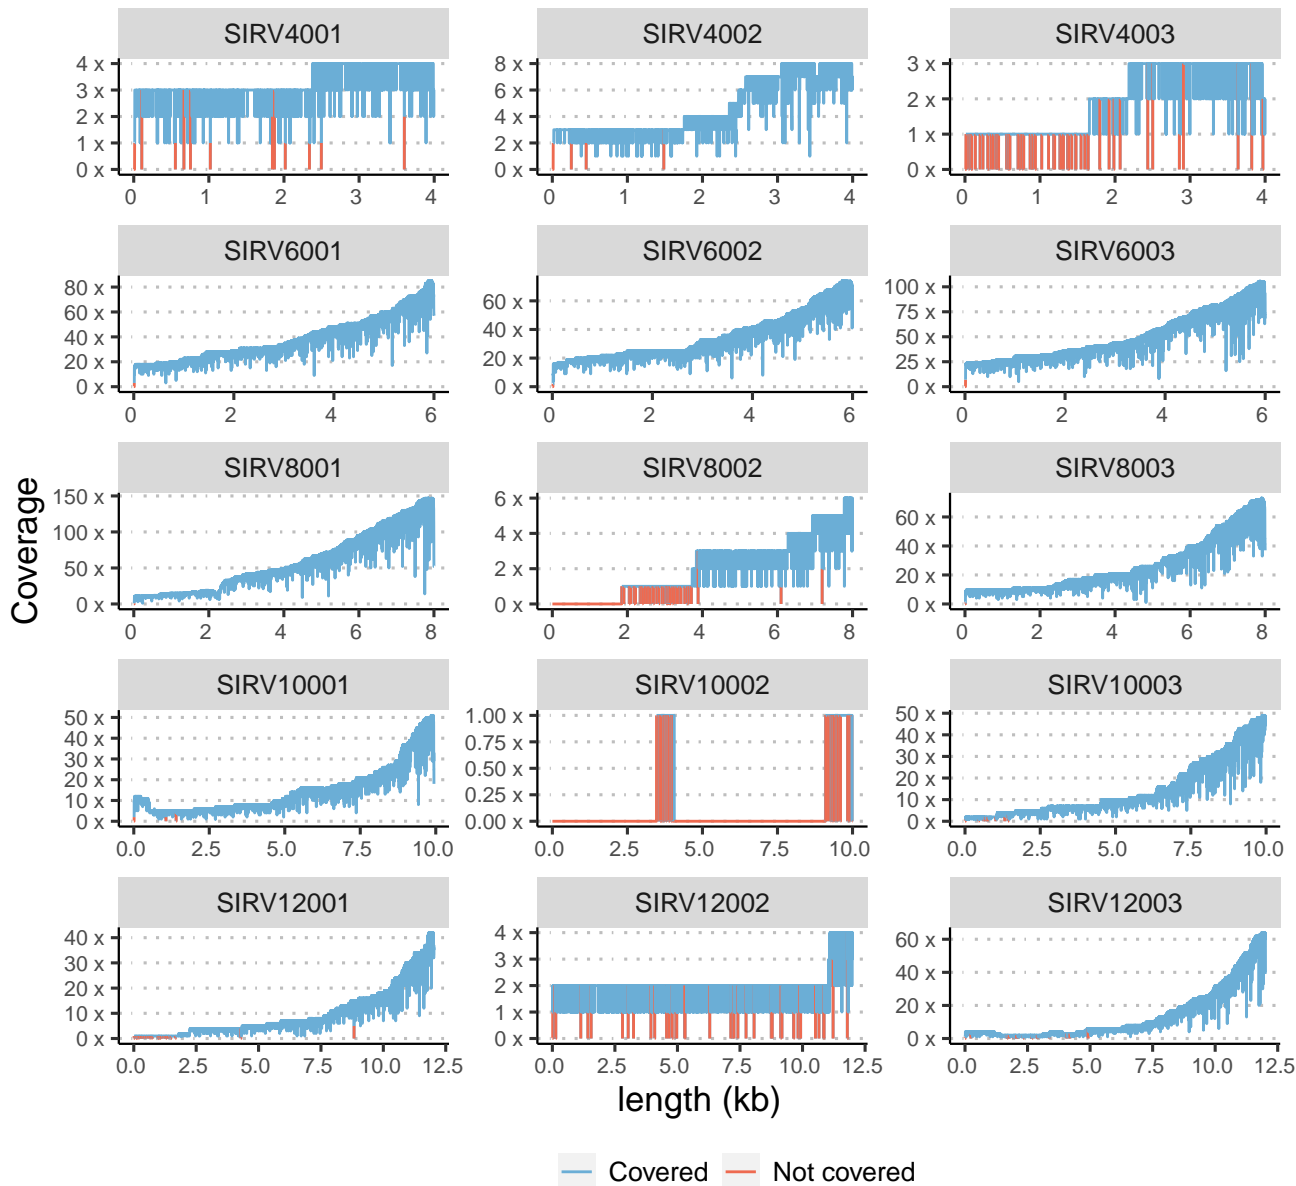 SIRV4001 SIRV4002 SIRV4003
4 x 8 x 3 x
3 x 6 x 2 x
2 x 4 x 1 x
1 x 2 x 0 x
0 x 0 x
0 1 2 3 4 0 1 2 3 4 0 1 2 3 4
SIRV6001 SIRV6002 SIRV6003
80 x 60 x 100 x
60 x 40 x 75 x
40 x 20 x 50 x
20 x 0 x 25 x
0 x 0 x
0 2 4 6 0 2 4 6 0 2 4 6
SIRV8001 SIRV8002 SIRV8003
150 x 6 x 60 x
100 x 4 x 40 x
50 x 2 x 20 x
0 x 0 x 0 x
0 2 4 6 8 0 2 4 6 8 0 2 4 6 8
Coverage
SIRV10001 SIRV10002 SIRV10003
50 x 1.00 x 50 x
40 x 0.75 x 40 x
30 x 0.50 x 30 x
20 x 0.25 x 20 x
10 x 0.00 x 10 x
0 x 0 x
0.0 2.5 5.0 7.5 10.0 0.0 2.5 5.0 7.5 10.0 0.0 2.5 5.0 7.5 10.0
SIRV12001 SIRV12002 SIRV12003
40 x 4 x 60 x
30 x 3 x 40 x
20 x 2 x 20 x
10 x 1 x 0 x
0 x 0 x
0.0 2.5 5.0 7.5 10.0 12.5 0.0 2.5 5.0 7.5 10.0 12.5 0.0 2.5 5.0 7.5 10.0 12.5
length (kb)
Covered Not covered